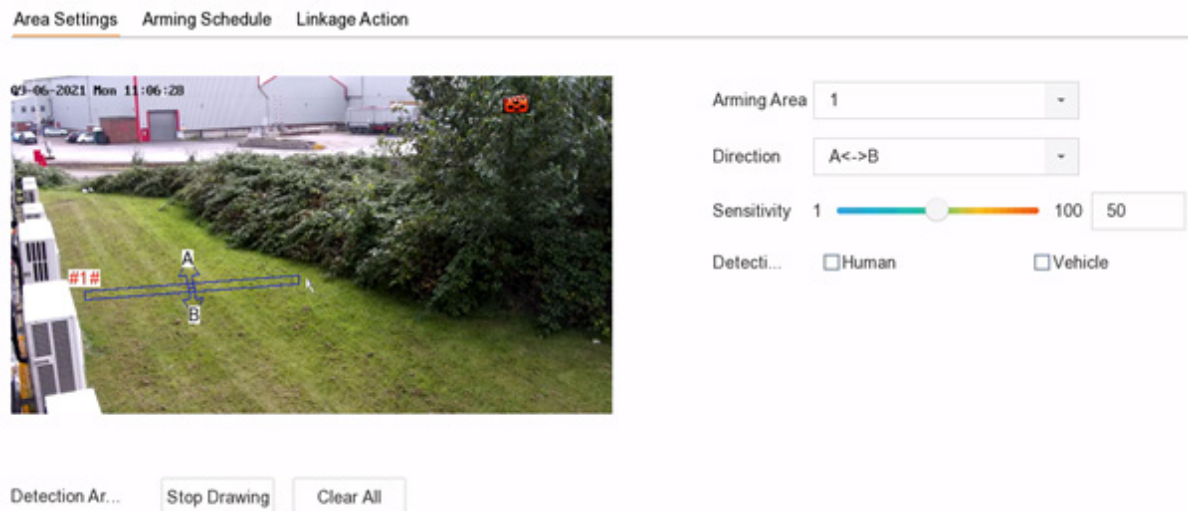 Area Settings Arming Schedule Linkage Action
09-06-2021 Mon 11:06:28
Arming Area 1
Direction A<->B
Sensitivity 1 100 50
Detecti... Human Vehicle
A
#1#
B
Detection Ar... Stop Drawing Clear All